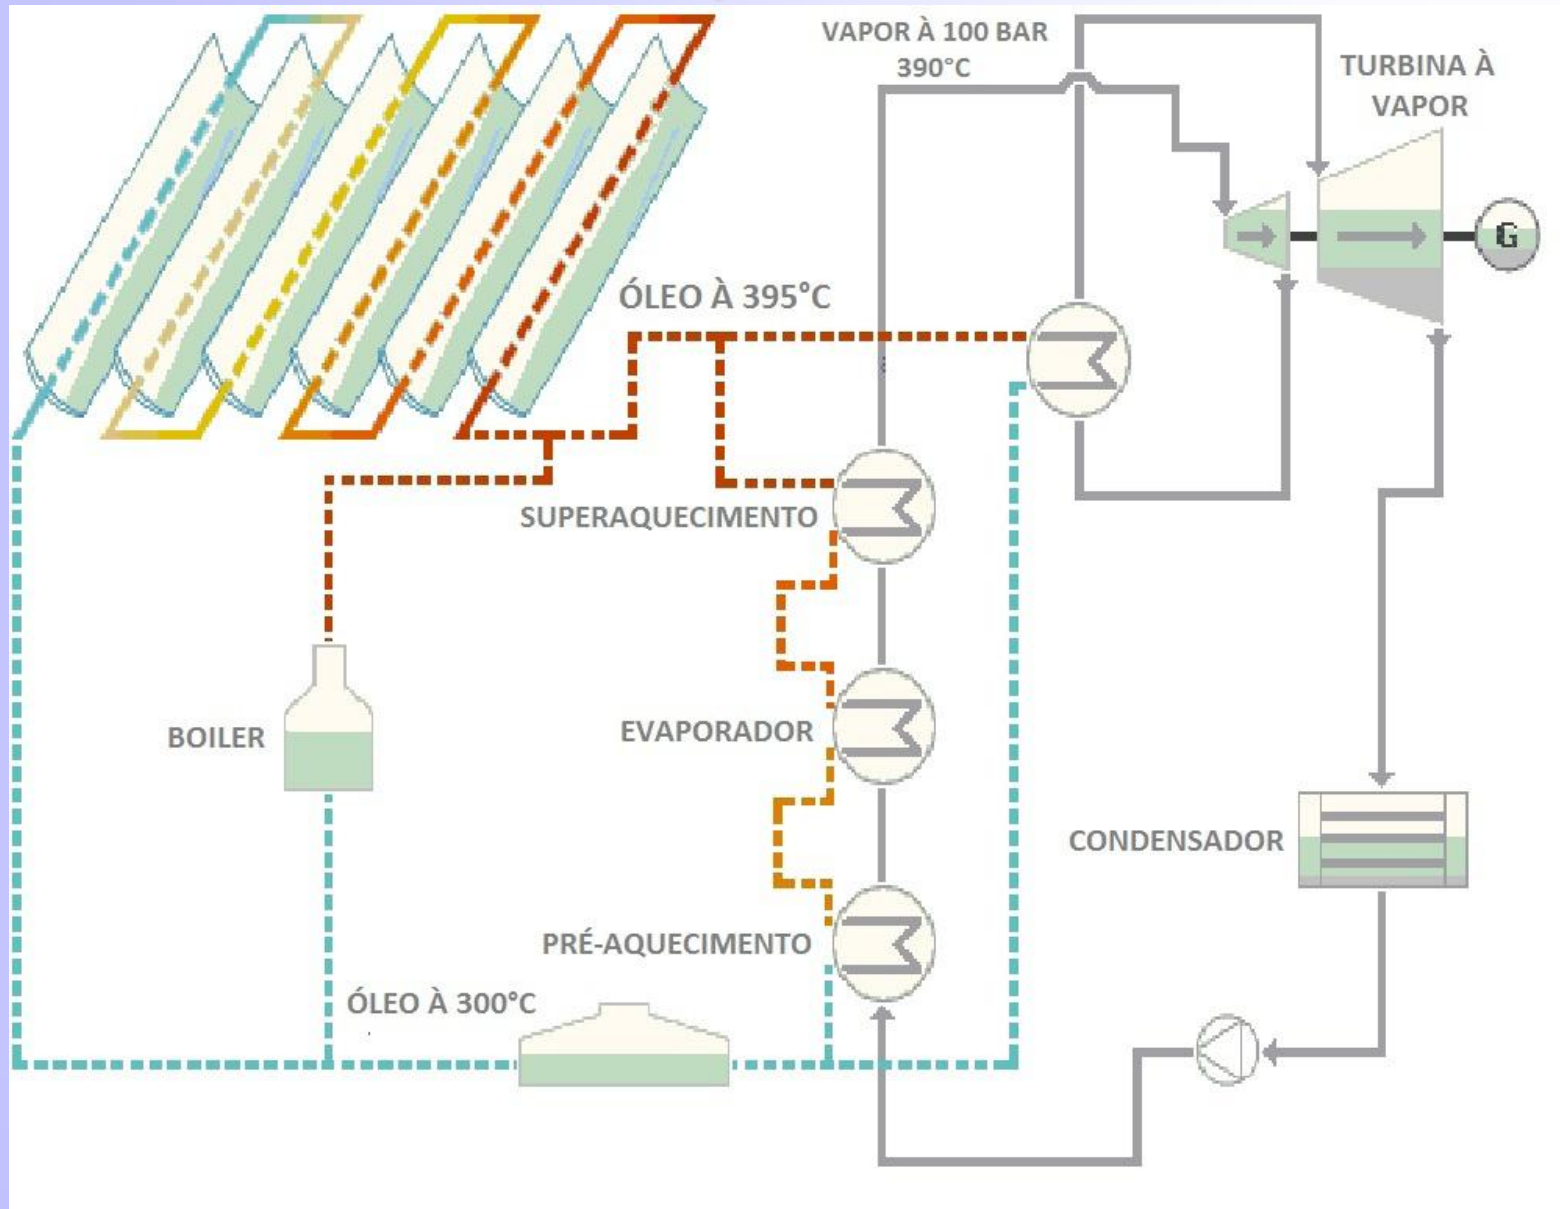 VAPOR À 100 BAR
390°C
TURBINA À
VAPOR
G
ÓLEO À 395°C
SUPERAQUECIMENTO
EVAPORADOR
BOILER
CONDENSADOR
PRÉ-AQUECIMENTO
ÓLEO À 300°C